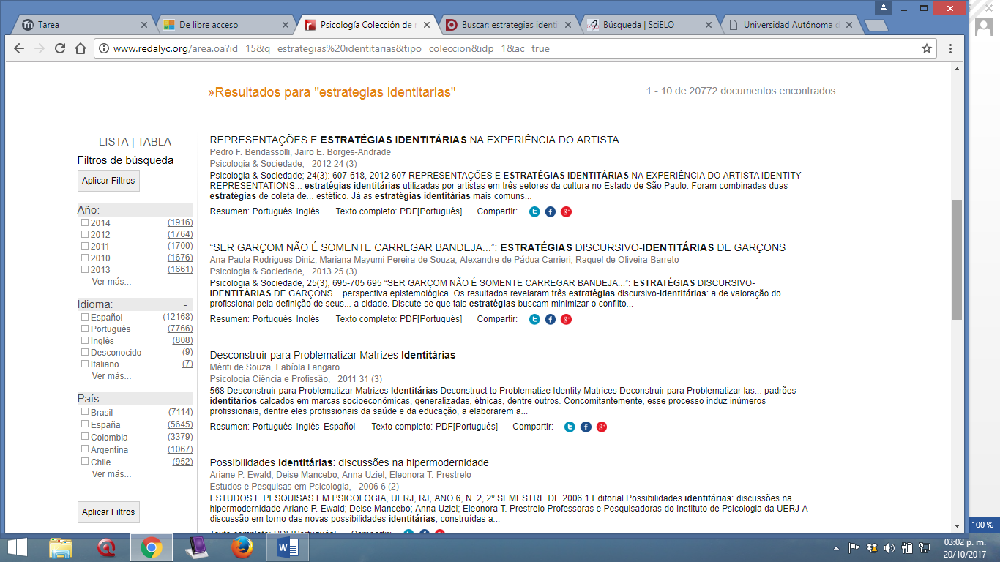 Tarea
De libre acceso
Psicología Colección de r
Buscar: estrategias identi
Búsqueda | SciELO
Universidad Autónoma d
www.redalyc.org/area.oa?id=15&q=estrategias%20identitarias&tipo=coleccion&idp=1&ac=true
»Resultados para "estrategias identitarias"
1 - 10 de 20772 documentos encontrados
LISTA | TABLA
Filtros de búsqueda
Aplicar Filtros
Año: -
2014 (1916)
2012 (1764)
2011 (1700)
2010 (1676)
2013 (1661)
Ver más...
Idioma: -
Español (12168)
Portugués (7766)
Inglés (808)
Desconocido (9)
Italiano (7)
Ver más...
País: -
Brasil (7114)
España (5645)
Colombia (3379)
Argentina (1067)
Chile (952)
Ver más...
Aplicar Filtros
REPRESENTAÇÕES E ESTRATÉGIAS IDENTITÁRIAS NA EXPERIÊNCIA DO ARTISTA
Pedro F. Bendassolli, Jairo E. Borges-Andrade
Psicologia & Sociedade, 2012 24 (3)
Psicologia & Sociedade; 24(3): 607-618, 2012 607 REPRESENTAÇÕES E ESTRATÉGIAS IDENTITÁRIAS NA EXPERIÊNCIA DO ARTISTA IDENTITY
REPRESENTATIONS... estratégias identitárias utilizadas por artistas em três setores da cultura no Estado de São Paulo. Foram combinadas duas
estratégias de coleta de... estético. Já as estratégias identitárias mais comuns...
Resumen: Portugués Inglés Texto completo: PDF[Portugués] Compartir:
“SER GARÇOM NÃO É SOMENTE CARREGAR BANDEJA...”: ESTRATÉGIAS DISCURSIVO-IDENTITÁRIAS DE GARÇONS
Ana Paula Rodrigues Diniz, Mariana Mayumi Pereira de Souza, Alexandre de Pádua Carrieri, Raquel de Oliveira Barreto
Psicologia & Sociedade, 2013 25 (3)
Psicologia & Sociedade, 25(3), 695-705 695 “SER GARÇOM NÃO É SOMENTE CARREGAR BANDEJA...”: ESTRATÉGIAS DISCURSIVO-
IDENTITÁRIAS DE GARÇONS... perspectiva epistemológica. Os resultados revelaram três estratégias discursivo-identitárias: a de valoração do
profissional pela definição de seus... a cidade. Discute-se que tais estratégias buscam minimizar o conflito...
Resumen: Portugués Inglés Texto completo: PDF[Portugués] Compartir:
Desconstruir para Problematizar Matrizes Identitárias
Mériti de Souza, Fabíola Langaro
Psicologia Ciência e Profissão, 2011 31 (3)
568 Desconstruir para Problematizar Matrizes Identitárias Deconstruct to Problematize Identity Matrices Deconstruir para Problematizar las... padrões
identitários calcados em marcas socioeconômicas, generalizadas, étnicas, dentre outros. Concomitantemente, esse processo induz inúmeros
profissionais, dentre eles profissionais da saúde e da educação, a elaborarem a...
Resumen: Portugués Inglés Español Texto completo: PDF[Portugués] Compartir:
Possibilidades identitárias: discussões na hipermodernidade
Ariane P. Ewald, Deise Mancebo, Anna Uziel, Eleonora T. Prestrelo
Estudos e Pesquisas em Psicologia, 2006 6 (2)
ESTUDOS E PESQUISAS EM PSICOLOGIA, UERJ, RJ, ANO 6, N. 2, 2º SEMESTRE DE 2006 1 Editorial Possibilidades identitárias: discussões na
hipermodernidade Ariane P. Ewald; Deise Mancebo; Anna Uziel; Eleonora T. Prestrelo Professoras e Pesquisadoras do Instituto de Psicologia da UERJ A
discussão em torno das novas possibilidades identitárias, construídas a...
Texto completo: PDF[Portugués] Compartir:
100 %
03:02 p. m.
20/10/2017